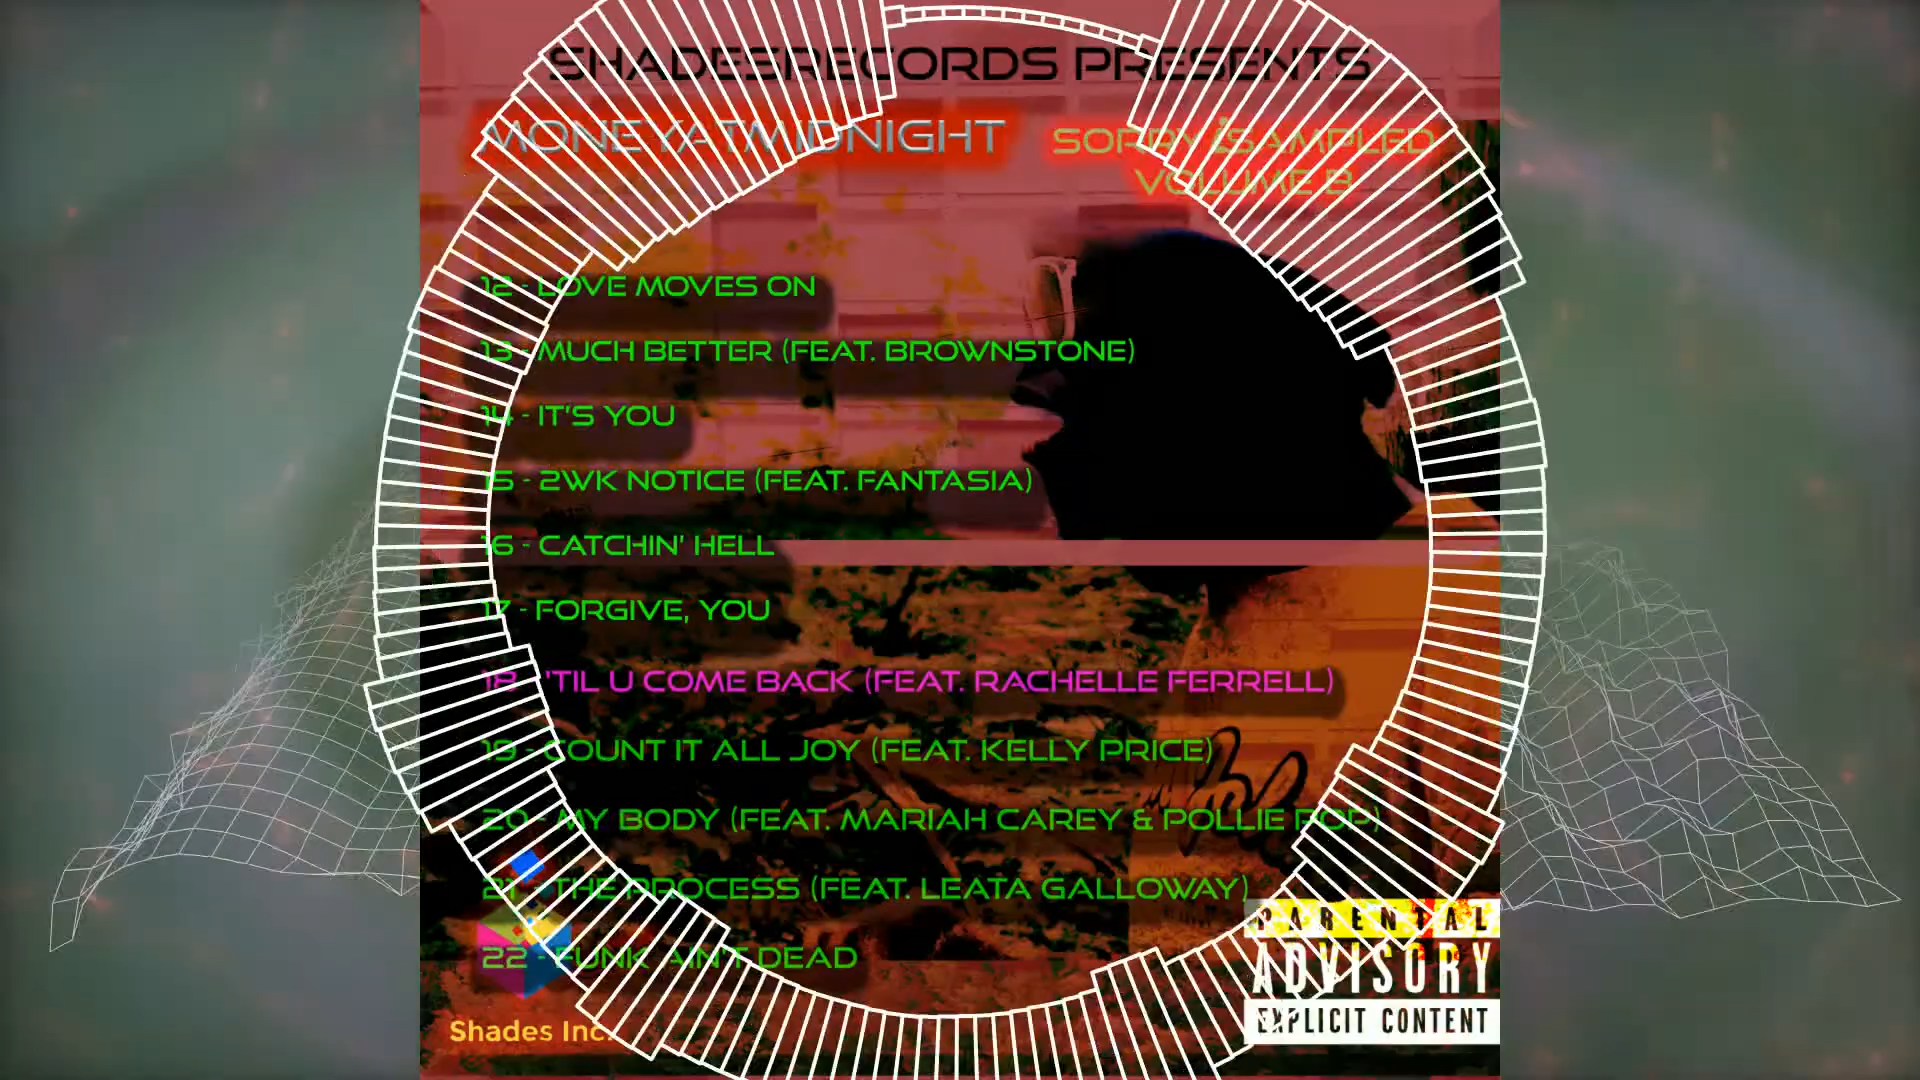 SHADESRECORDS PRESENTS
MONEYATMIDNIGHT
SORRY ISAMPLED
VOLUME B
12 - LOVE MOVES ON
13 - MUCH BETTER (FEAT. BROWNSTONE)
14 - IT'S YOU
15 - 2WK NOTICE (FEAT. FANTASIA)
16 - CATCHIN' HELL
17 - FORGIVE, YOU
18 - 'TIL U COME BACK (FEAT. RACHELLE FERRELL)
19 - COUNT IT ALL JOY (FEAT. KELLY PRICE)
20 - MY BODY (FEAT. MARIAH CAREY & POLLIE POP)
21 - THE PROCESS (FEAT. LEATA GALLOWAY)
22 - FUNK AIN'T DEAD
Shades Inc.
PARENTAL
ADVISORY
EXPLICIT CONTENT